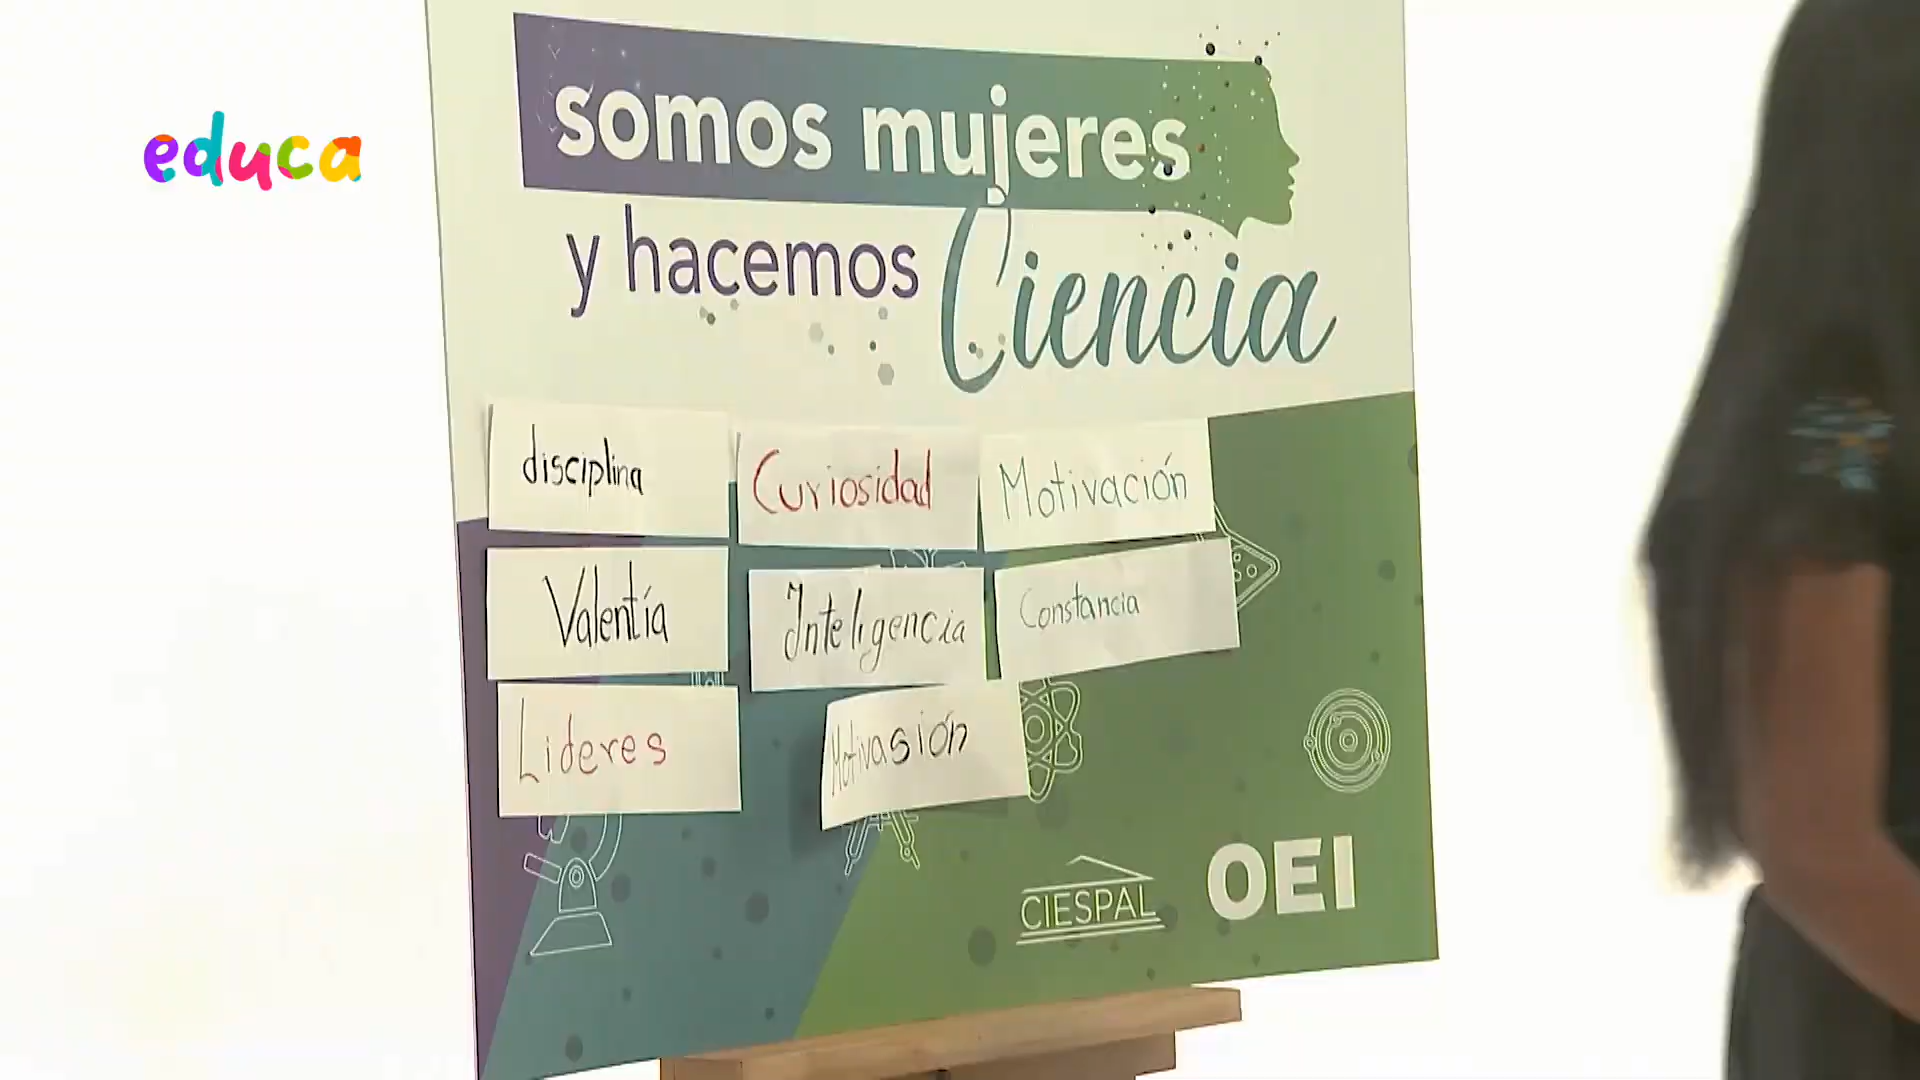 educa
somos mujeres
y hacemos Ciencia
disciplina
Curiosidad
Motivación
Valentía
Inteligencia
Constancia
Lideres
Motivasión
CIESPAL
OEI